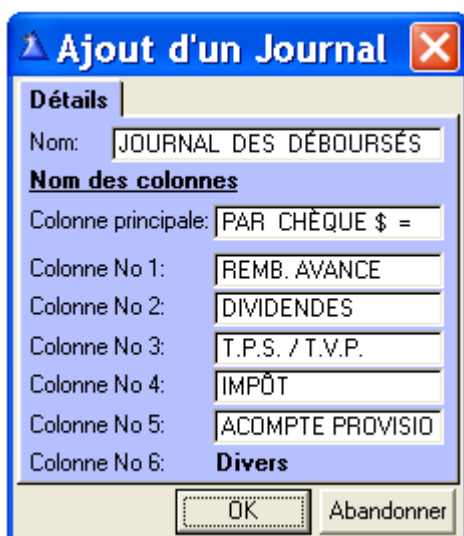 Ajout d'un Journal
Détails
Nom: JOURNAL DES DÉBOURSÉS
Nom des colonnes
Colonne principale: PAR CHÈQUE $ =
Colonne No 1: REMB. AVANCE
Colonne No 2: DIVIDENDES
Colonne No 3: T.P.S. / T.V.P.
Colonne No 4: IMPÔT
Colonne No 5: ACOMPTE PROVISIO
Colonne No 6: Divers
OK Abandonner